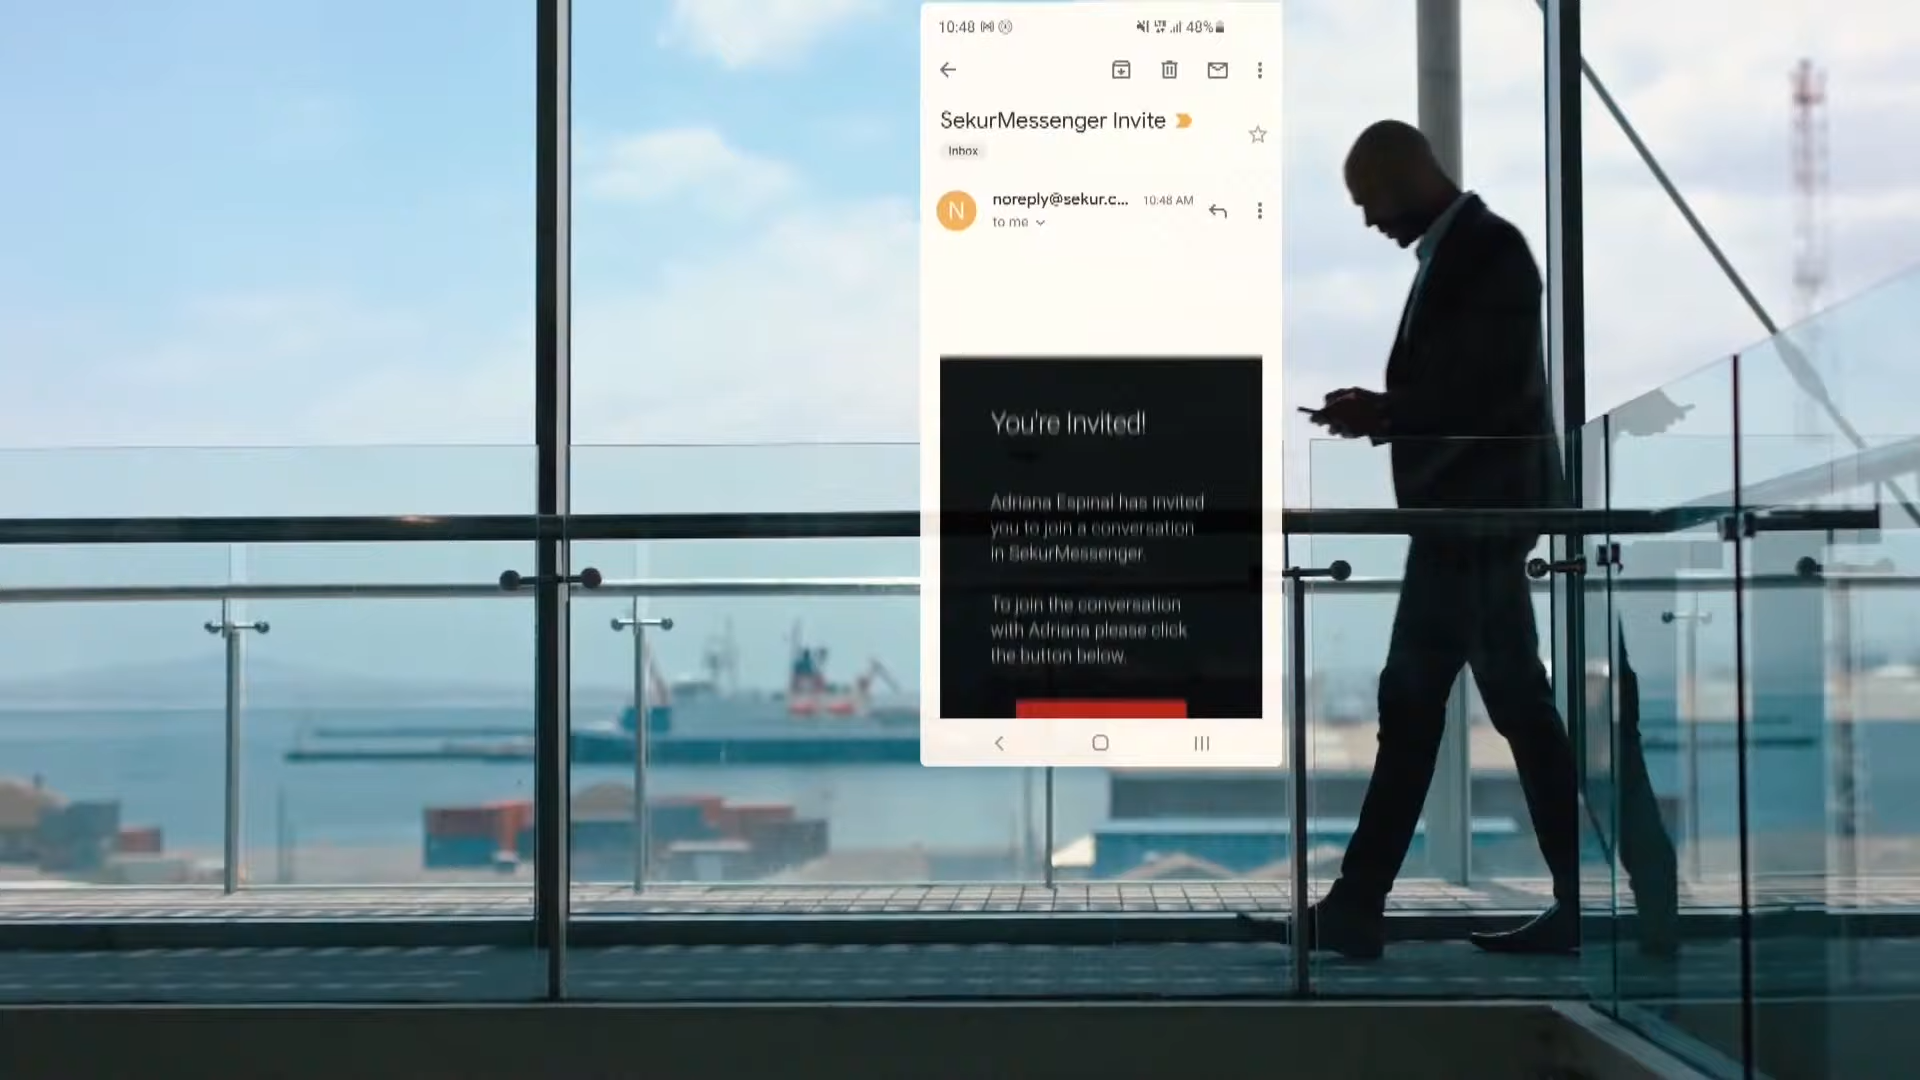 10:48 48%
SekurMessenger Invite
Inbox
N noreply@sekur.c... 10:48 AM
to me
You're Invited!
Adriana Espinal has invited
you to join a conversation
in SekurMessenger.
To join the conversation
with Adriana please click
the button below.